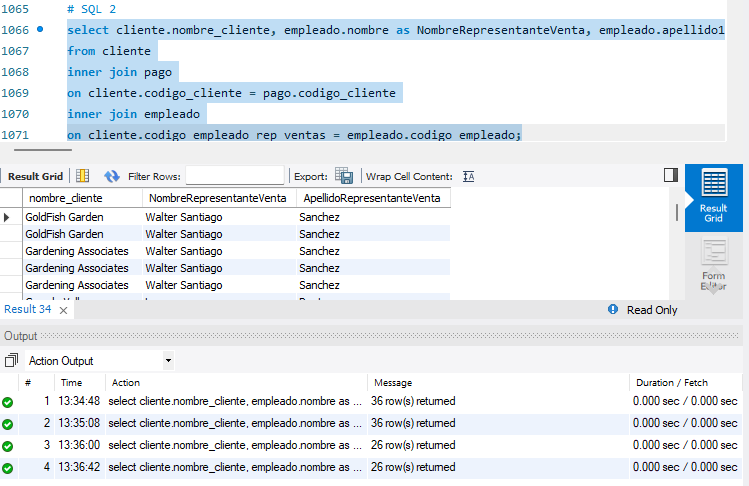 1065 # SQL 2
1066 select cliente.nombre_cliente, empleado.nombre as NombreRepresentanteVenta, empleado.apellido1
1067 from cliente
1068 inner join pago
1069 on cliente.codigo_cliente = pago.codigo_cliente
1070 inner join empleado
1071 on cliente.codigo_empleado_rep_ventas = empleado.codigo_empleado;
Result Grid Filter Rows: Export: Wrap Cell Content:
nombre_cliente NombreRepresentanteVenta ApellidoRepresentanteVenta
GoldFish Garden Walter Santiago Sanchez
GoldFish Garden Walter Santiago Sanchez
Gardening Associates Walter Santiago Sanchez
Gardening Associates Walter Santiago Sanchez
Gardening Associates Walter Santiago Sanchez
Result
Grid
Form
Editor
Result 34 Read Only
Output
Action Output
# Time Action Message Duration / Fetch
1 13:34:48 select cliente.nombre_cliente, empleado.nombre as ... 36 row(s) returned 0.000 sec / 0.000 sec
2 13:35:08 select cliente.nombre_cliente, empleado.nombre as ... 36 row(s) returned 0.000 sec / 0.000 sec
3 13:36:00 select cliente.nombre_cliente, empleado.nombre as ... 26 row(s) returned 0.000 sec / 0.000 sec
4 13:36:42 select cliente.nombre_cliente, empleado.nombre as ... 26 row(s) returned 0.000 sec / 0.000 sec